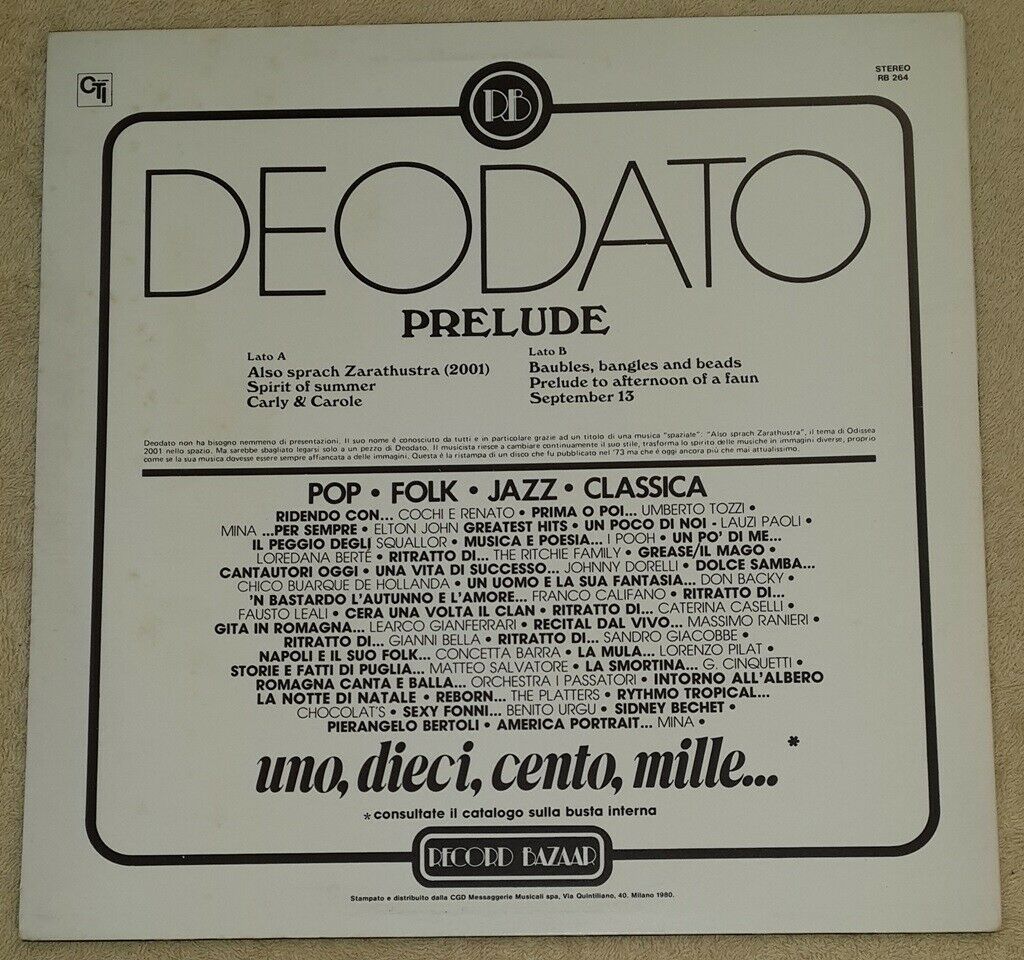 CTI
STEREO
RB 264
RB
DEODATO
PRELUDE
Lato A
Also sprach Zarathustra (2001)
Spirit of summer
Carly & Carole
Lato B
Baubles, bangles and beads
Prelude to afternoon of a faun
September 13
Deodato non ha bisogno nemmeno di presentazioni. Il suo nome è conosciuto da tutti e in particolare grazie ad un titolo di una musica "spaziale": "Also sprach Zarathustra", il tema di Odissea
2001 nello spazio. Ma sarebbe sbagliato legarsi solo a un pezzo di Deodato. Il musicista riesce a cambiare continuamente il suo stile, trasforma lo spirito delle musiche in immagini diverse, proprio
come se la sua musica dovesse essere sempre affiancata a delle immagini. Questa è la ristampa di un disco che fu pubblicato nel '73 ma che è oggi ancora più che mai attualissimo.
POP • FOLK • JAZZ • CLASSICA
RIDENDO CON... COCHI E RENATO • PRIMA O POI... UMBERTO TOZZI •
MINA ...PER SEMPRE • ELTON JOHN GREATEST HITS • UN POCO DI NOI - LAUZI PAOLI •
IL PEGGIO DEGLI SQUALLOR • MUSICA E POESIA... I POOH • UN PO' DI ME...
LOREDANA BERTÉ • RITRATTO DI... THE RITCHIE FAMILY • GREASE/IL MAGO •
CANTAUTORI OGGI • UNA VITA DI SUCCESSO... JOHNNY DORELLI • DOLCE SAMBA...
CHICO BUARQUE DE HOLLANDA • UN UOMO E LA SUA FANTASIA... DON BACKY •
'N BASTARDO L'AUTUNNO E L'AMORE... FRANCO CALIFANO • RITRATTO DI...
FAUSTO LEALI • CERA UNA VOLTA IL CLAN • RITRATTO DI... CATERINA CASELLI •
GITA IN ROMAGNA... LEARCO GIANFERRARI • RECITAL DAL VIVO... MASSIMO RANIERI •
RITRATTO DI... GIANNI BELLA • RITRATTO DI... SANDRO GIACOBBE •
NAPOLI E IL SUO FOLK... CONCETTA BARRA • LA MULA... LORENZO PILAT •
STORIE E FATTI DI PUGLIA... MATTEO SALVATORE • LA SMORTINA... G. CINQUETTI •
ROMAGNA CANTA E BALLA... ORCHESTRA I PASSATORI • INTORNO ALL'ALBERO
LA NOTTE DI NATALE • REBORN... THE PLATTERS • RYTHMO TROPICAL...
CHOCOLAT'S • SEXY FONNI... BENITO URGU • SIDNEY BECHET •
PIERANGELO BERTOLI • AMERICA PORTRAIT... MINA •
uno, dieci, cento, mille...*
*consultate il catalogo sulla busta interna
RECORD BAZAAR
Stampato e distribuito dalla CGD Messaggerie Musicali spa, Via Quintiliano, 40. Milano 1980.